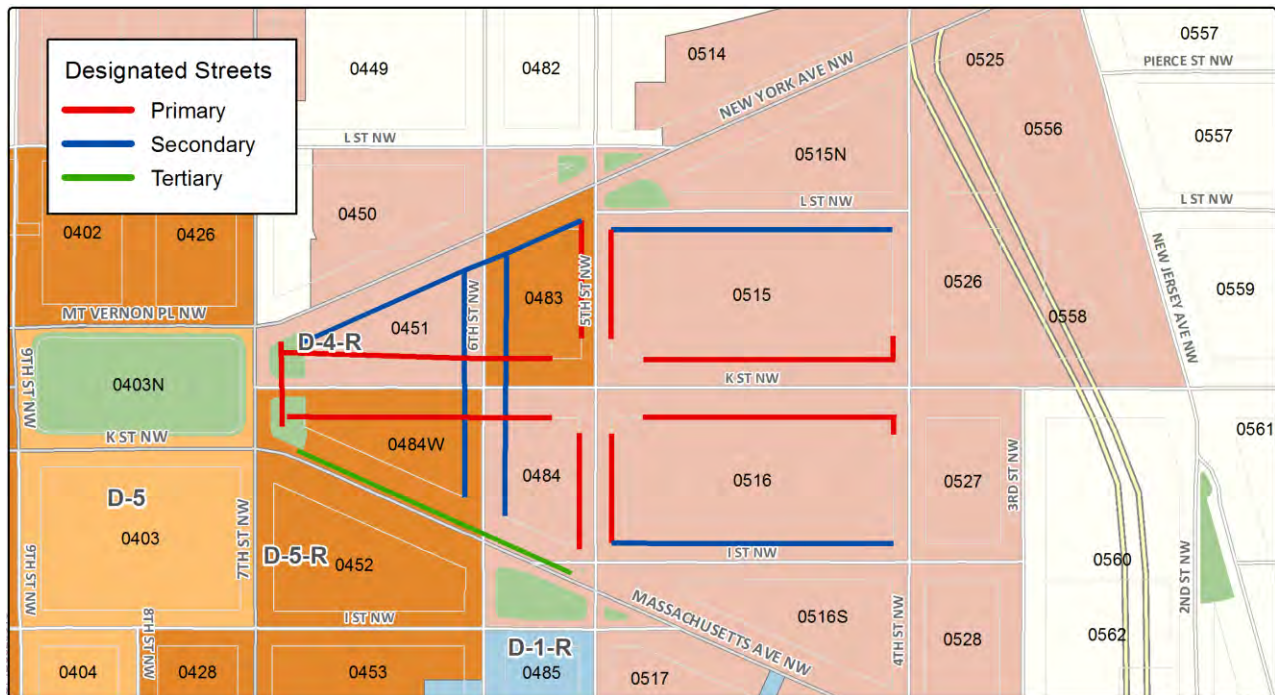 Designated Streets
Primary
Secondary
Tertiary
0449
0482
0514
NEW YORK AVE NW
0525
0557
PIERCE ST NW
L ST NW
0556
0557
0515N
0450
L ST NW
L ST NW
0402
0426
0483
5TH ST NW
0515
0526
NEW JERSEY AVE NW
0559
MT VERNON PL NW
0451
6TH ST NW
0558
D-4-R
9TH ST NW
0403N
K ST NW
K ST NW
0484W
0484
0516
0527
3RD ST NW
0561
D-5
0403
7TH ST NW
D-5-R
0452
I ST NW
9TH ST NW
0560
2ND ST NW
8TH ST NW
I ST NW
MASSACHUSETTS AVE NW
0516S
4TH ST NW
0562
D-1-R
0404
0428
0453
0485
0517
0528